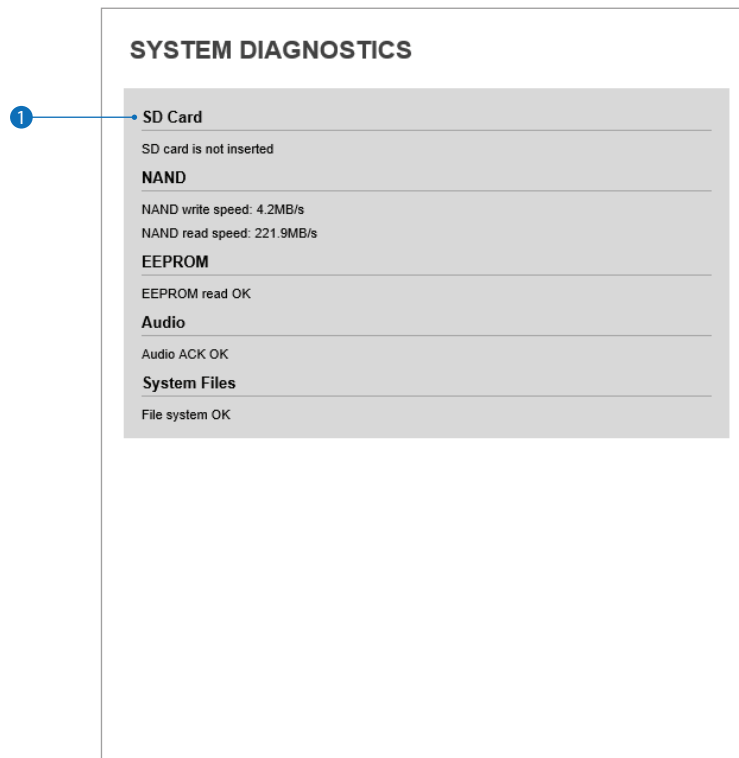 SYSTEM DIAGNOSTICS
1
SD Card
SD card is not inserted
NAND
NAND write speed: 4.2MB/s
NAND read speed: 221.9MB/s
EEPROM
EEPROM read OK
Audio
Audio ACK OK
System Files
File system OK